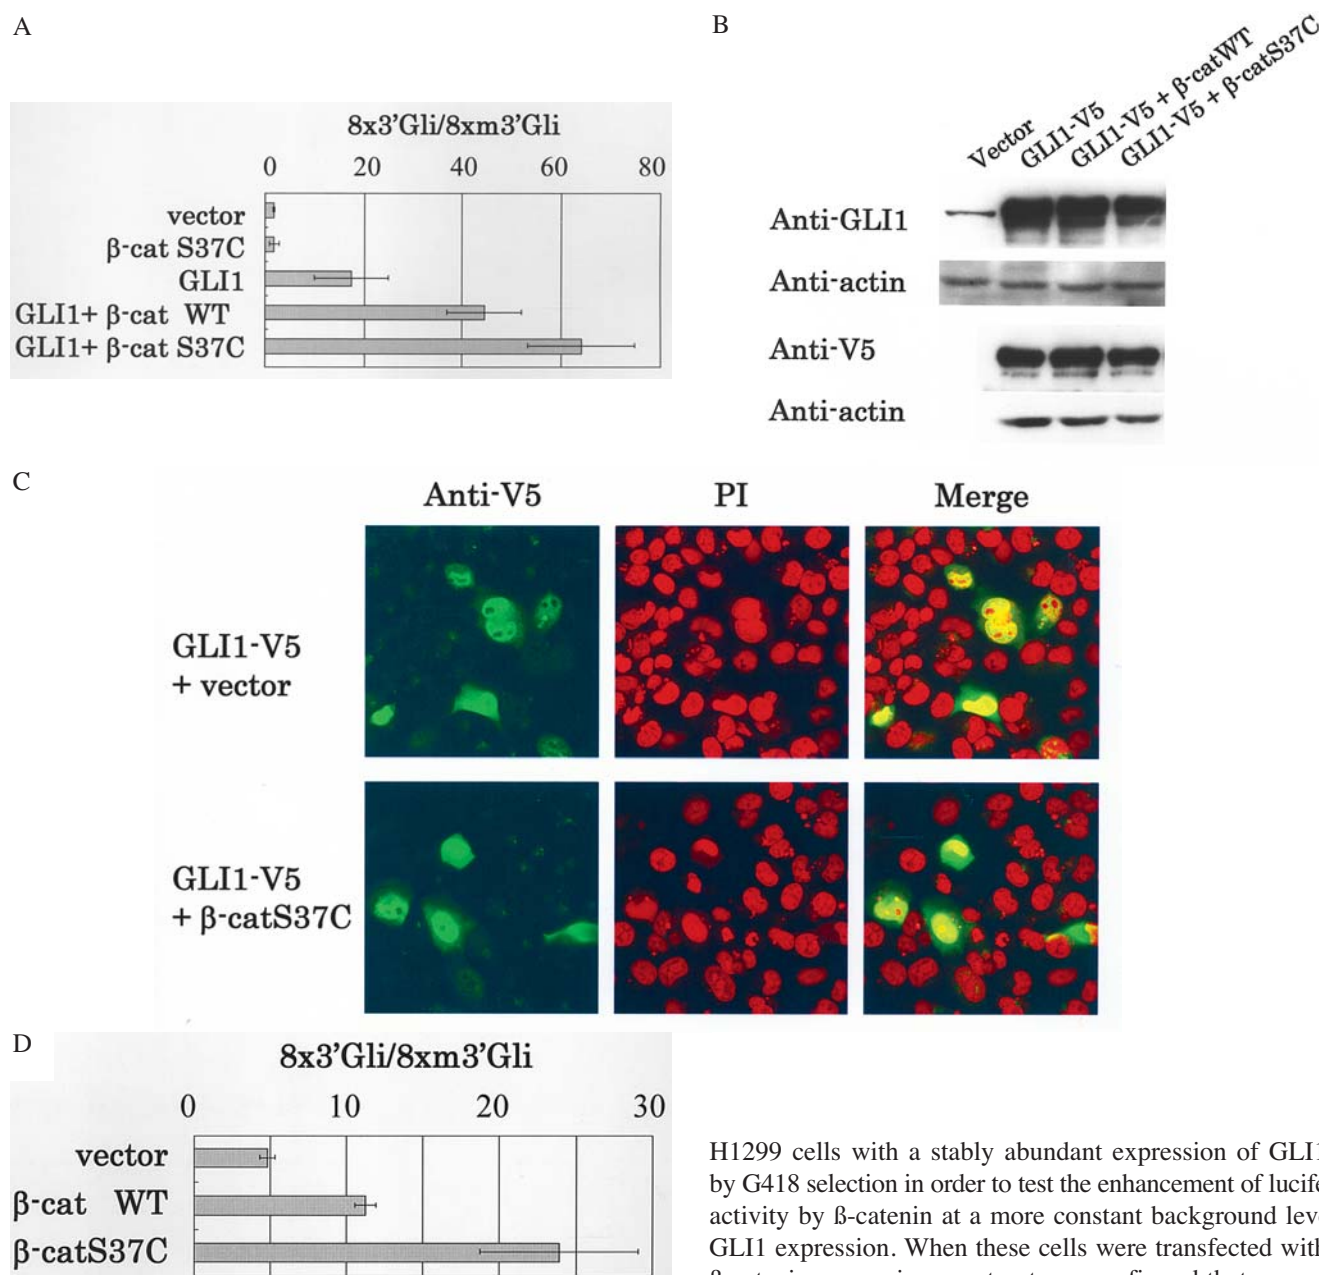 A
8x3'Gli/8xm3'Gli
0 20 40 60 80
vector
β-cat S37C
GLI1
GLI1+ β-cat WT
GLI1+ β-cat S37C
B
Vector
GLI1-V5
GLI1-V5 + β-catWT
GLI1-V5 + β-catS37C
Anti-GLI1
Anti-actin
Anti-V5
Anti-actin
C
Anti-V5 PI Merge
GLI1-V5
+ vector
GLI1-V5
+ β-catS37C
D
8x3'Gli/8xm3'Gli
0 10 20 30
vector
β-cat WT
β-catS37C
H1299 cells with a stably abundant expression of GLI1
by G418 selection in order to test the enhancement of lucife
activity by ß-catenin at a more constant background leve
GLI1 expression. When these cells were transfected with